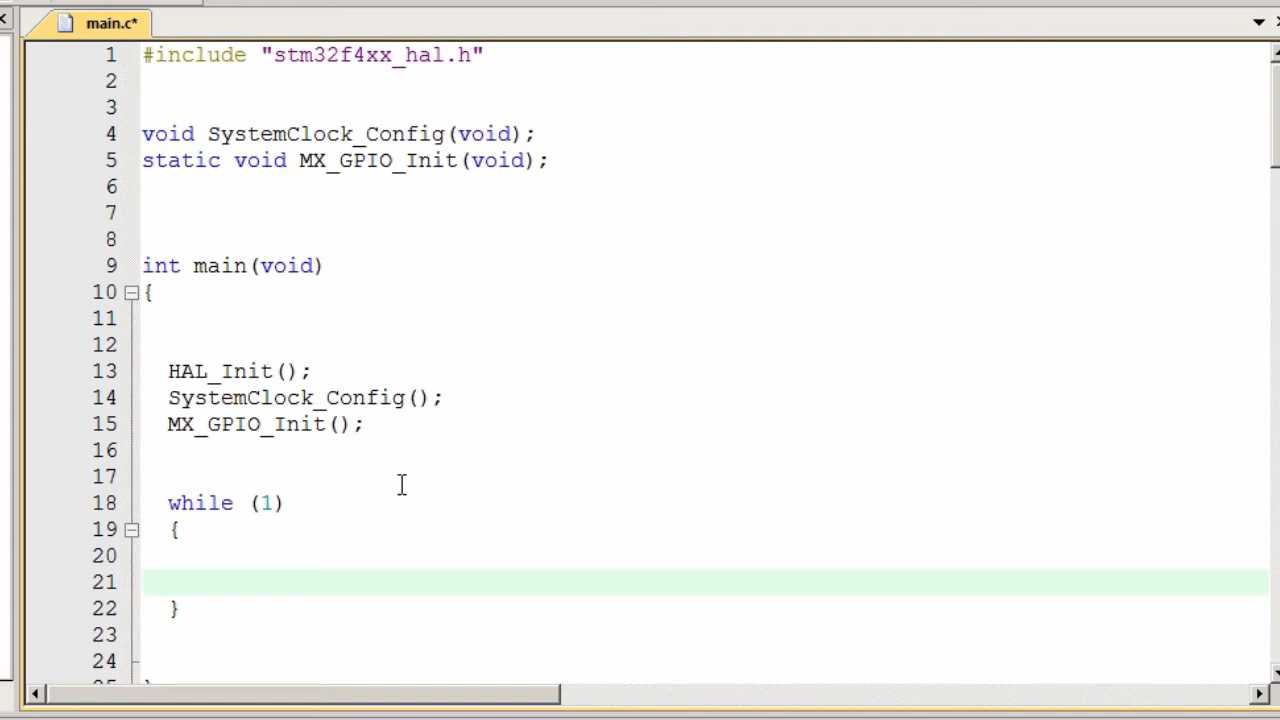 main.c*
1 #include "stm32f4xx_hal.h"
2
3
4 void SystemClock_Config(void);
5 static void MX_GPIO_Init(void);
6
7
8
9 int main(void)
10 {
11
12
13 HAL_Init();
14 SystemClock_Config();
15 MX_GPIO_Init();
16
17
18 while (1)
19 {
20
21
22 }
23
24